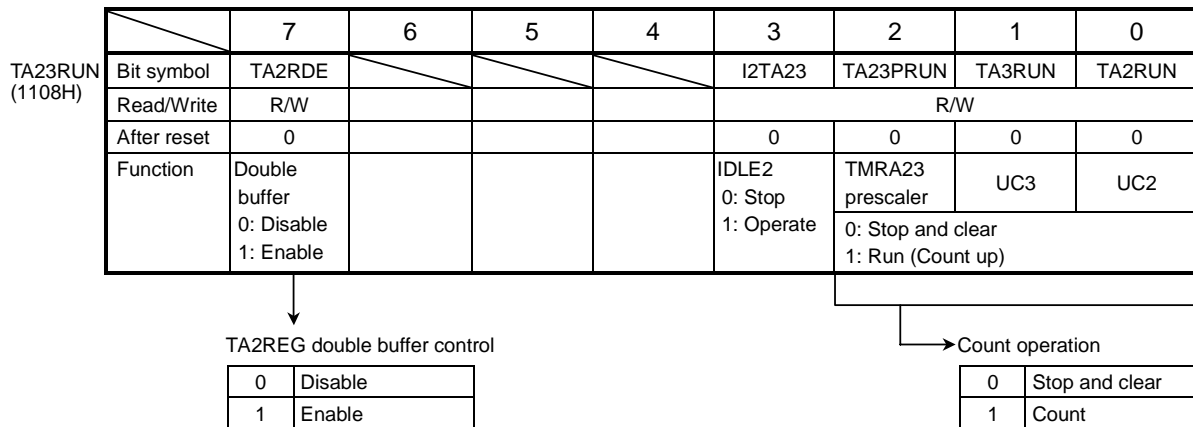 7 6 5 4 3 2 1 0
TA23RUN Bit symbol TA2RDE I2TA23 TA23PRUN TA3RUN TA2RUN
(1108H)
Read/Write R/W R/W
After reset 0 0 0 0 0
Function Double IDLE2 TMRA23 UC3 UC2
buffer 0: Stop prescaler
0: Disable 1: Operate 0: Stop and clear
1: Enable 1: Run (Count up)
TA2REG double buffer control Count operation
0 Disable 0 Stop and clear
1 Enable 1 Count